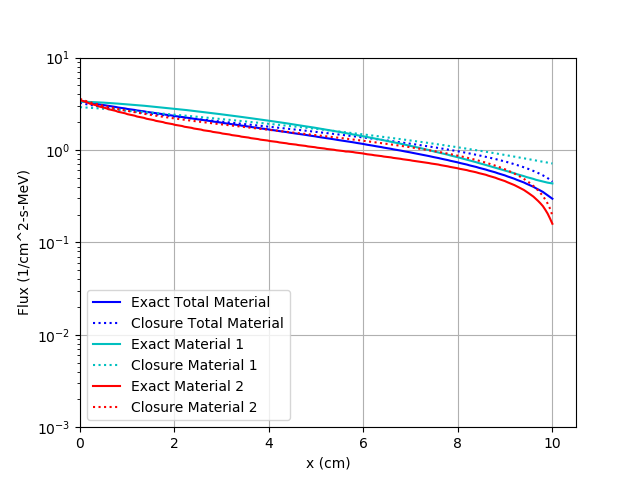 10^1
10^0
10^-1
10^-2
10^-3
Flux (1/cm^2-s-MeV)
Exact Total Material
Closure Total Material
Exact Material 1
Closure Material 1
Exact Material 2
Closure Material 2
0 2 4 6 8 10
x (cm)